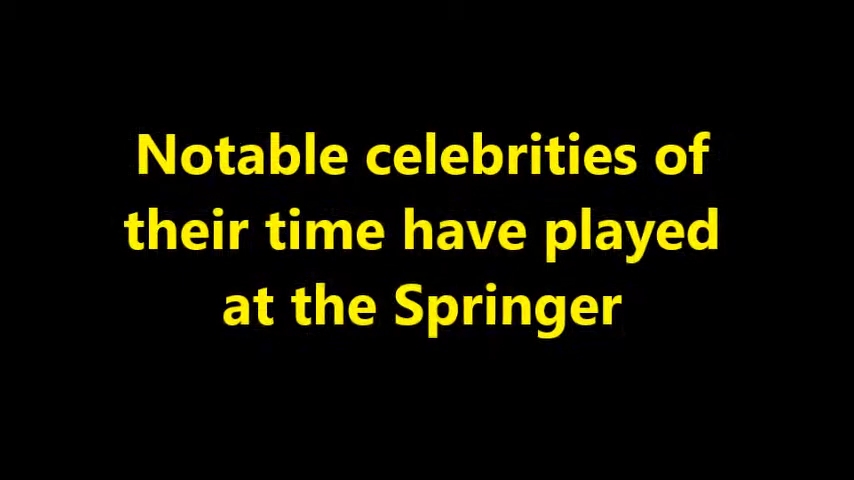 Notable celebrities of
their time have played
at the Springer